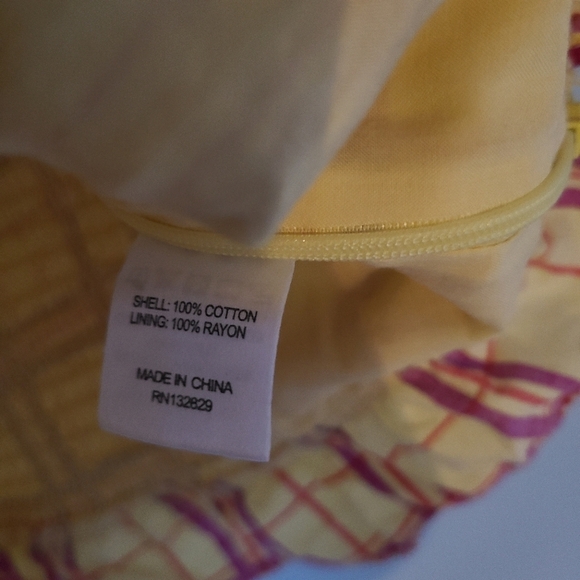 SHELL: 100% COTTON
LINING: 100% RAYON
MADE IN CHINA
RN132829